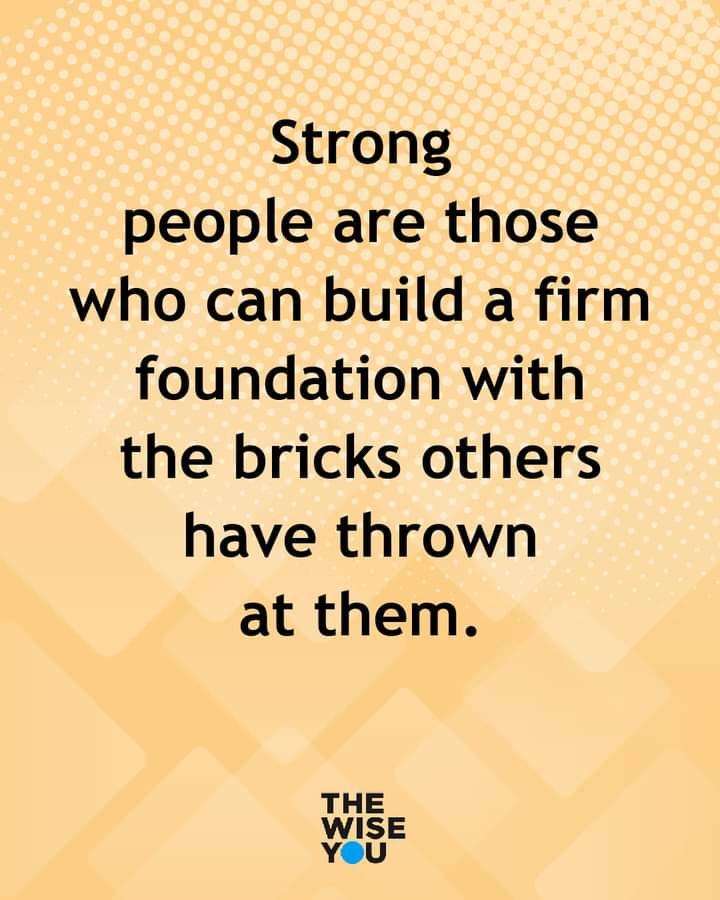 Strong
people are those
who can build a firm
foundation with
the bricks others
have thrown
at them.
THE
WISE
YOU